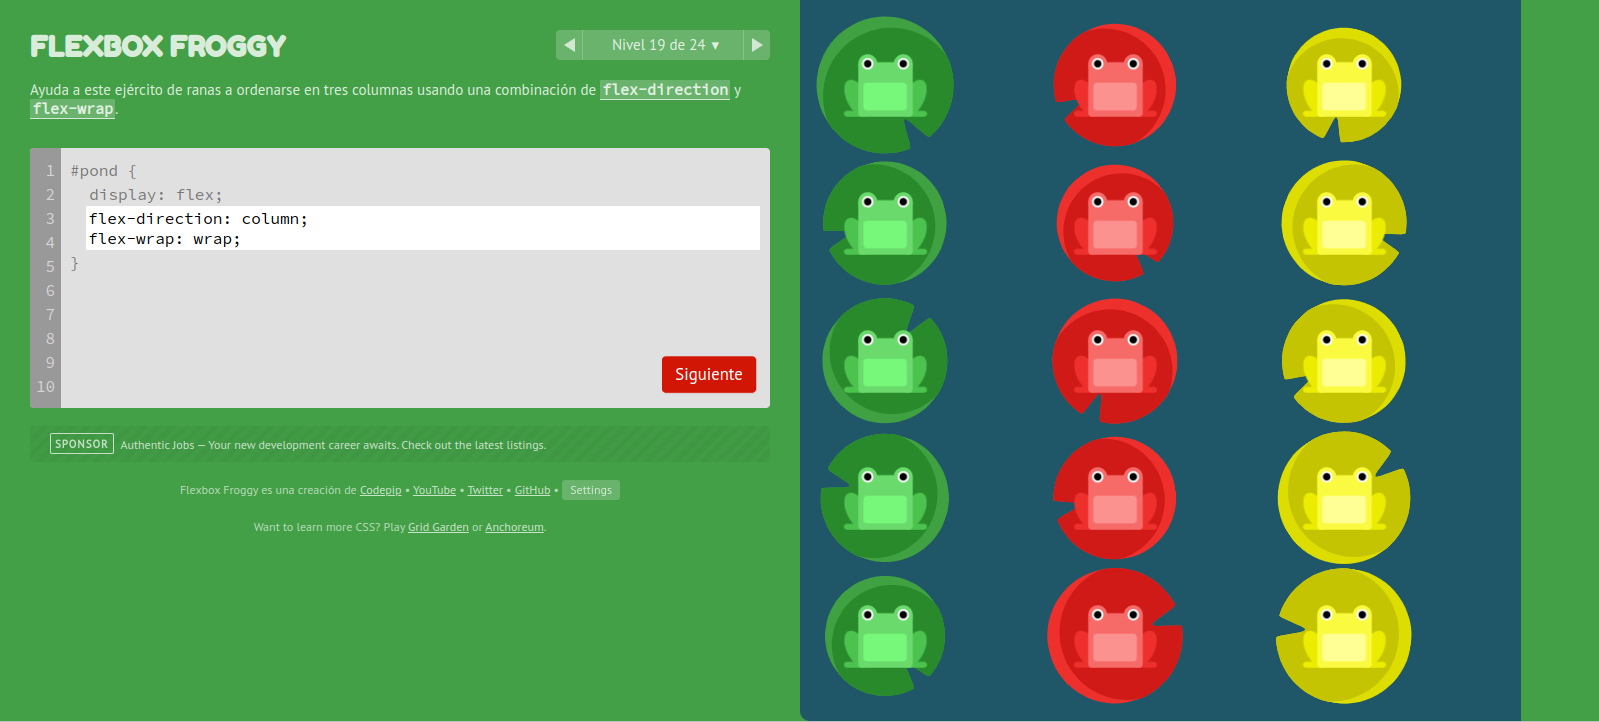 FLEXBOX FROGGY
Nivel 19 de 24 ▾
Ayuda a este ejército de ranas a ordenarse en tres columnas usando una combinación de flex-direction y
flex-wrap.
1 #pond {
2 display: flex;
3 flex-direction: column;
4 flex-wrap: wrap;
5 }
6
7
8
9
10
Siguiente
SPONSOR Authentic Jobs — Your new development career awaits. Check out the latest listings.
Flexbox Froggy es una creación de Codepip • YouTube • Twitter • GitHub • Settings
Want to learn more CSS? Play Grid Garden or Anchoreum.